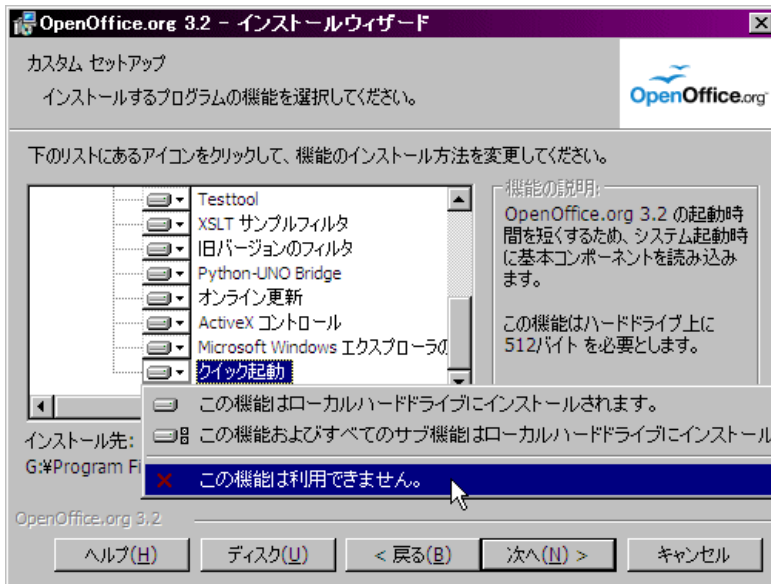 OpenOffice.org 3.2 - インストールウィザード
カスタム セットアップ
インストールするプログラムの機能を選択してください。
OpenOffice.org
下のリストにあるアイコンをクリックして、機能のインストール方法を変更してください。
Testtool
XSLT サンプルフィルタ
旧バージョンのフィルタ
Python-UNO Bridge
オンライン更新
ActiveX コントロール
Microsoft Windows エクスプローラの
クイック起動
機能の説明:
OpenOffice.org 3.2 の起動時
間を短くするため、システム起動時
に基本コンポーネントを読み込み
ます。
この機能はハードドライブ上に
512バイト を必要とします。
この機能はローカルハードドライブにインストールされます。
この機能およびすべてのサブ機能はローカルハードドライブにインストール
この機能は利用できません。
インストール先:
G:¥Program Fi
OpenOffice.org 3.2
ヘルプ(H)
ディスク(U)
< 戻る(B)
次へ(N) >
キャンセル